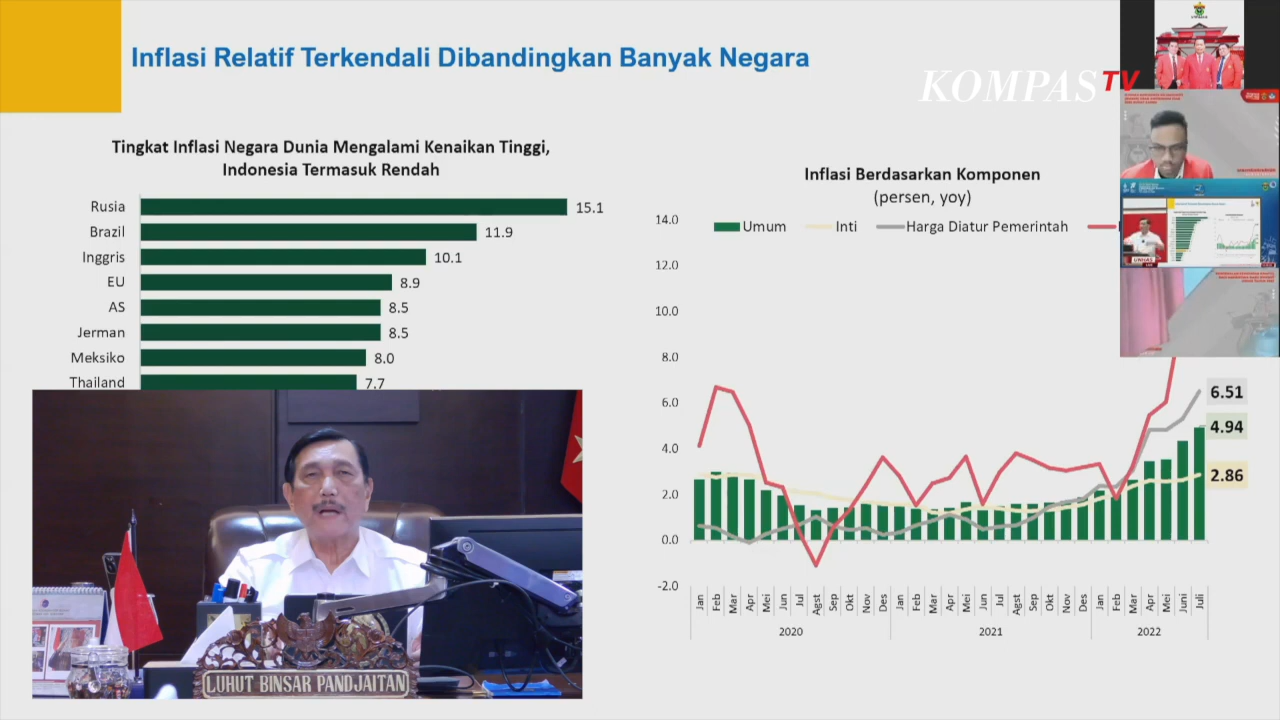 Inflasi Relatif Terkendali Dibandingkan Banyak Negara
KOMPAS TV
Tingkat Inflasi Negara Dunia Mengalami Kenaikan Tinggi,
Indonesia Termasuk Rendah
Rusia 15.1
Brazil 11.9
Inggris 10.1
EU 8.9
AS 8.5
Jerman 8.5
Meksiko 8.0
Thailand 7.7
LUHUT BINSAR PANDJAITAN
Inflasi Berdasarkan Komponen
(persen, yoy)
Umum Inti Harga Diatur Pemerintah
14.0
12.0
10.0
8.0
6.0
4.0
2.0
0.0
-2.0
6.51
4.94
2.86
Jan Feb Mar Apr Mei Jun Jul Agst Sep Okt Nov Des Jan Feb Mar Apr Mei Jun Jul Agst Sep Okt Nov Des Jan Feb Mar Apr Mei Juni Juli
2020 2021 2022
UNHAS